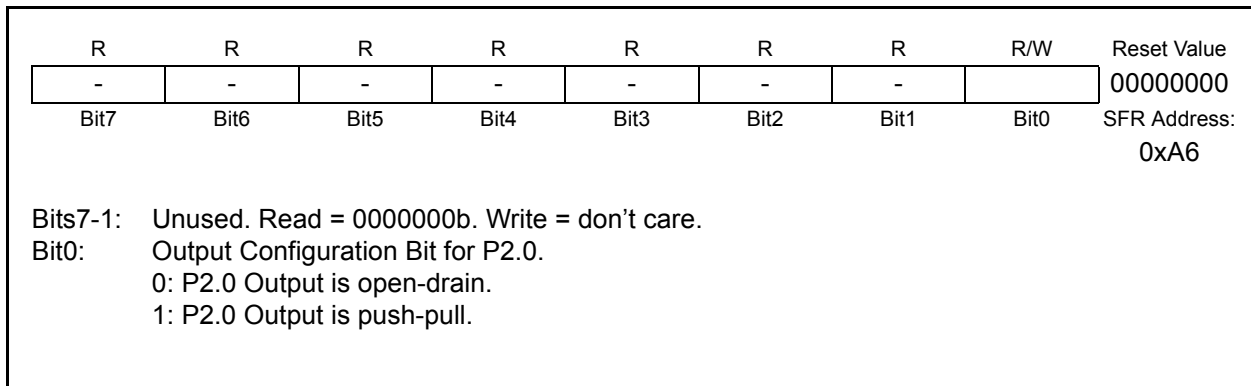 R R R R R R R R/W Reset Value
- - - - - - - 00000000
Bit7 Bit6 Bit5 Bit4 Bit3 Bit2 Bit1 Bit0 SFR Address:
0xA6
Bits7-1: Unused. Read = 0000000b. Write = don’t care.
Bit0: Output Configuration Bit for P2.0.
0: P2.0 Output is open-drain.
1: P2.0 Output is push-pull.